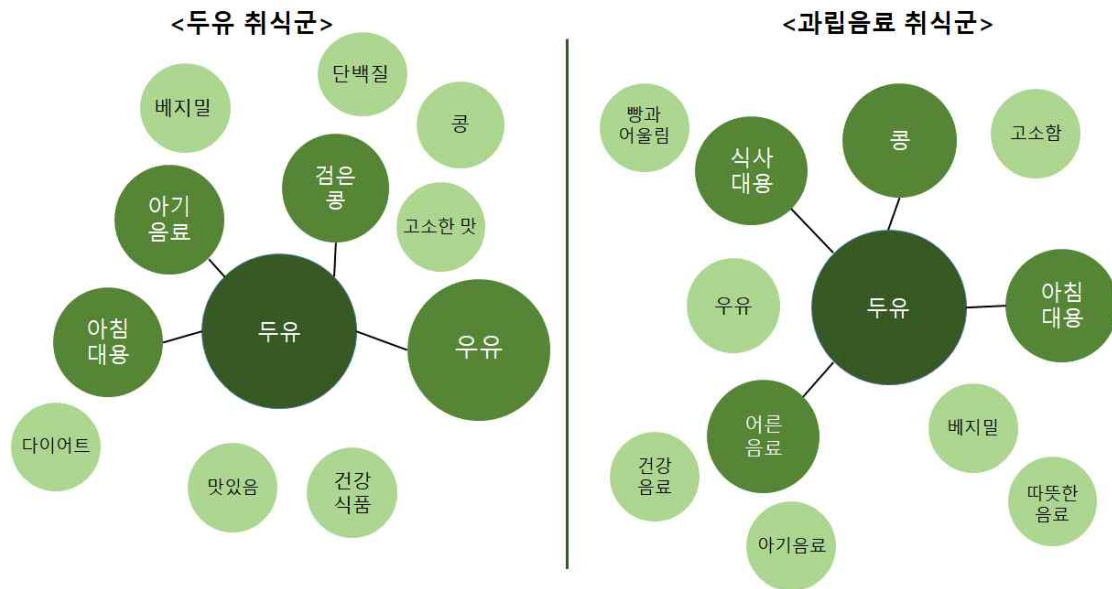 <두유 취식군>
단백질
베지밀
콩
검은
콩
아기
음료
고소한 맛
아침
대용
두유
우유
다이어트
맛있음
건강
식품
<과립음료 취식군>
빵과
어울림
식사
대용
콩
고소함
우유
두유
아침
대용
어른
음료
베지밀
건강
음료
따뜻한
음료
아기음료